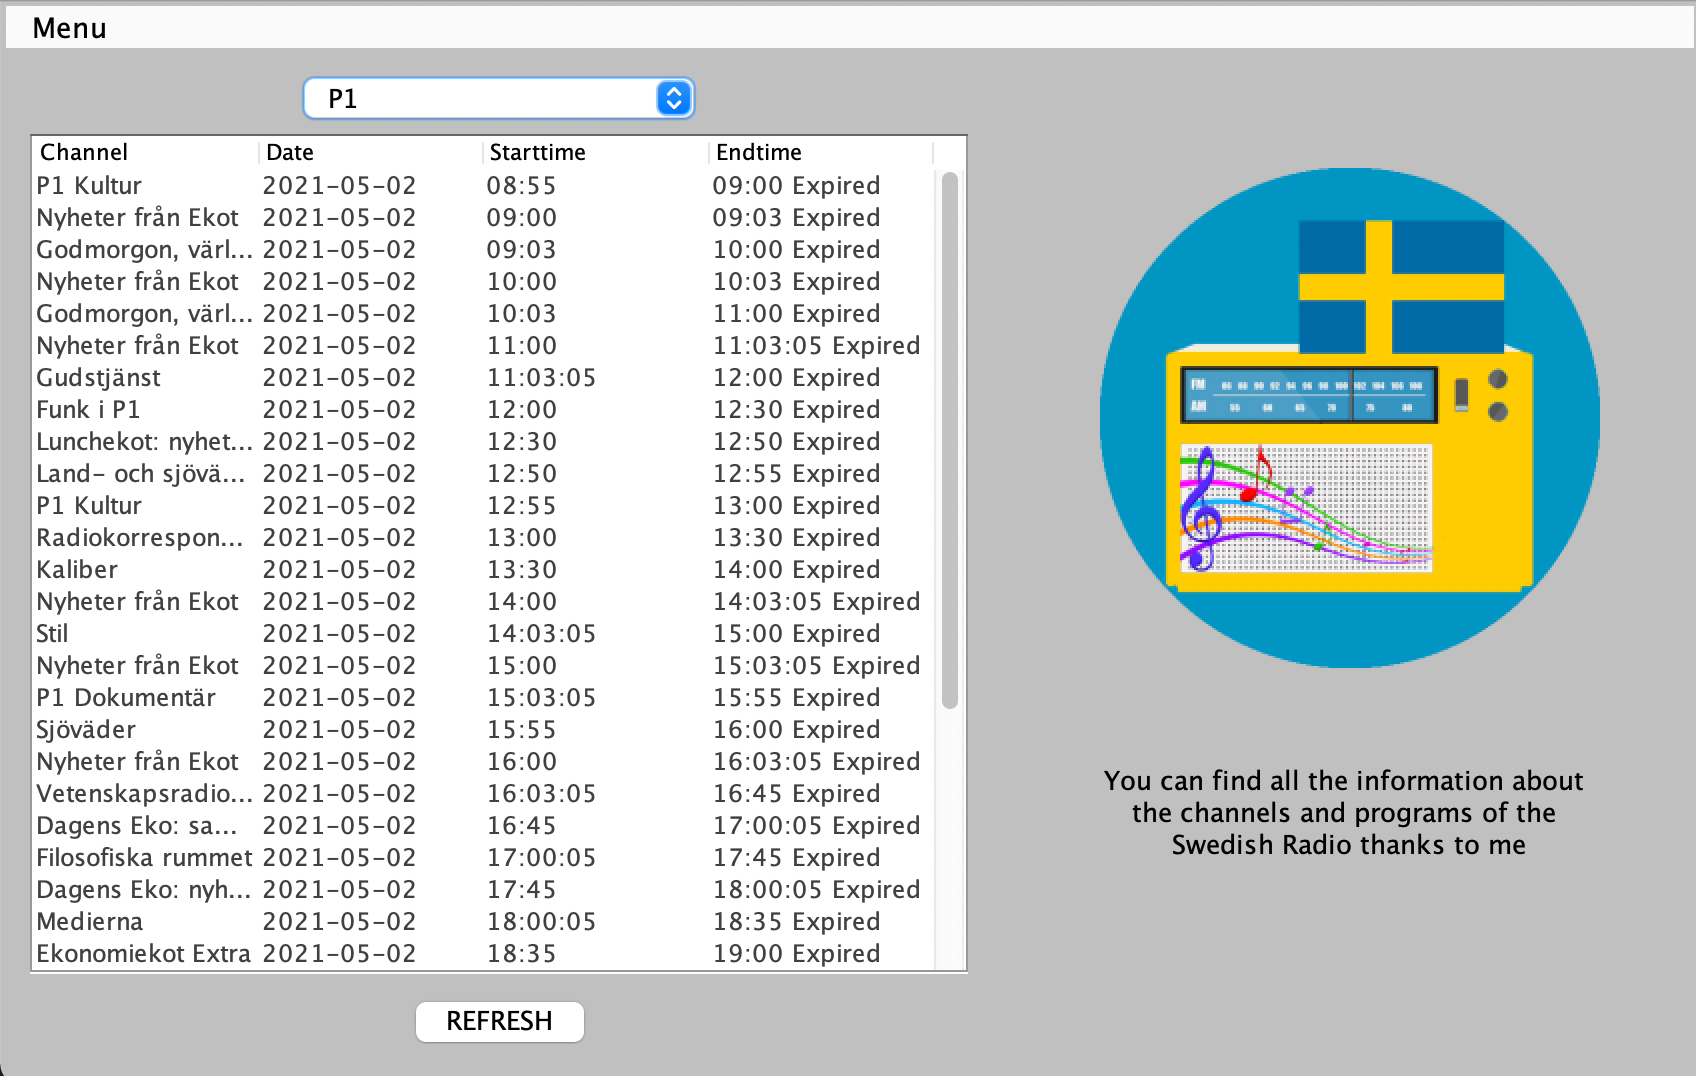 Menu
P1
Channel Date Starttime Endtime
P1 Kultur 2021-05-02 08:55 09:00 Expired
Nyheter från Ekot 2021-05-02 09:00 09:03 Expired
Godmorgon, värl... 2021-05-02 09:03 10:00 Expired
Nyheter från Ekot 2021-05-02 10:00 10:03 Expired
Godmorgon, värl... 2021-05-02 10:03 11:00 Expired
Nyheter från Ekot 2021-05-02 11:00 11:03:05 Expired
Gudstjänst 2021-05-02 11:03:05 12:00 Expired
Funk i P1 2021-05-02 12:00 12:30 Expired
Lunchekot: nyhet... 2021-05-02 12:30 12:50 Expired
Land- och sjövä... 2021-05-02 12:50 12:55 Expired
P1 Kultur 2021-05-02 12:55 13:00 Expired
Radiokorrespon... 2021-05-02 13:00 13:30 Expired
Kaliber 2021-05-02 13:30 14:00 Expired
Nyheter från Ekot 2021-05-02 14:00 14:03:05 Expired
Stil 2021-05-02 14:03:05 15:00 Expired
Nyheter från Ekot 2021-05-02 15:00 15:03:05 Expired
P1 Dokumentär 2021-05-02 15:03:05 15:55 Expired
Sjöväder 2021-05-02 15:55 16:00 Expired
Nyheter från Ekot 2021-05-02 16:00 16:03:05 Expired
Vetenskapsradio... 2021-05-02 16:03:05 16:45 Expired
Dagens Eko: sa... 2021-05-02 16:45 17:00:05 Expired
Filosofiska rummet 2021-05-02 17:00:05 17:45 Expired
Dagens Eko: nyh... 2021-05-02 17:45 18:00:05 Expired
Medierna 2021-05-02 18:00:05 18:35 Expired
Ekonomiekot Extra 2021-05-02 18:35 19:00 Expired
REFRESH
FM
AM
You can find all the information about
the channels and programs of the
Swedish Radio thanks to me